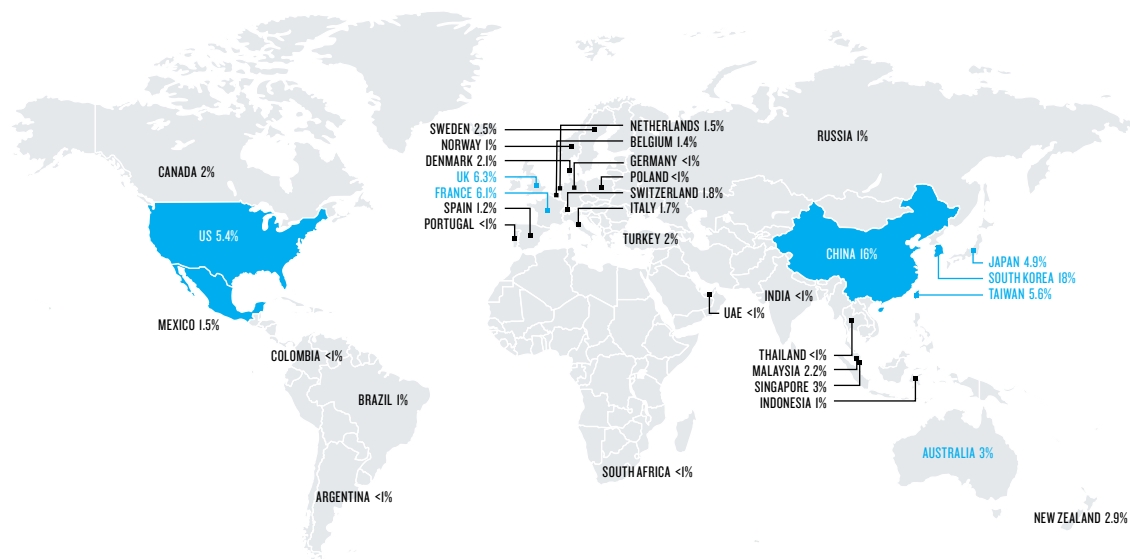 SWEDEN 2.5%
NORWAY 1%
DENMARK 2.1%
UK 6.3%
FRANCE 6.1%
SPAIN 1.2%
PORTUGAL <1%
NETHERLANDS 1.5%
BELGIUM 1.4%
GERMANY <1%
POLAND <1%
SWITZERLAND 1.8%
ITALY 1.7%
TURKEY 2%
RUSSIA 1%
CANADA 2%
US 5.4%
MEXICO 1.5%
CHINA 16%
JAPAN 4.9%
SOUTH KOREA 18%
TAIWAN 5.6%
INDIA <1%
UAE <1%
THAILAND <1%
MALAYSIA 2.2%
SINGAPORE 3%
INDONESIA 1%
COLOMBIA <1%
BRAZIL 1%
ARGENTINA <1%
SOUTH AFRICA <1%
AUSTRALIA 3%
NEW ZEALAND 2.9%